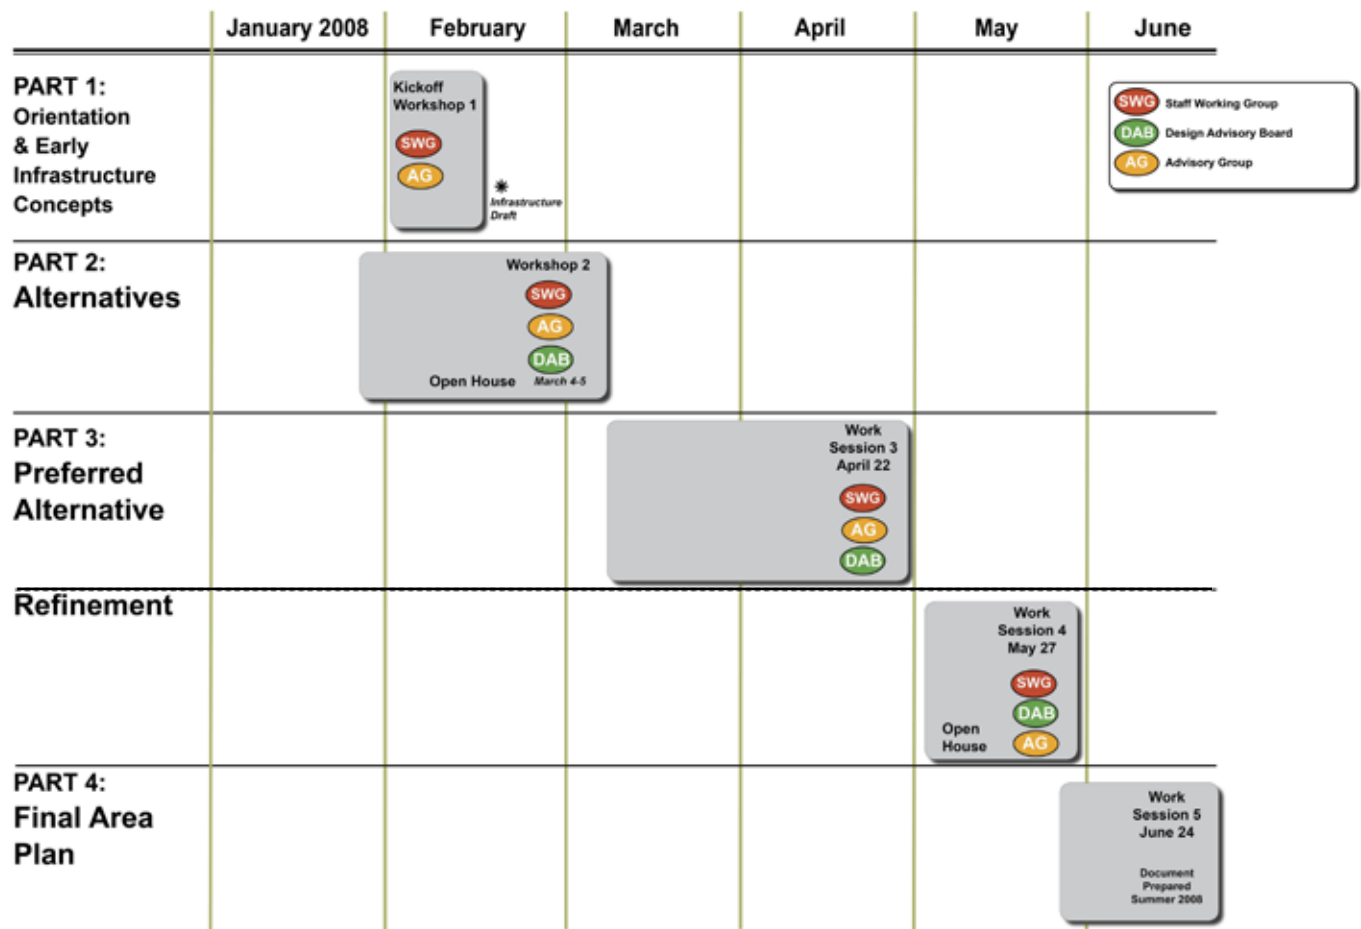 January 2008 February March April May June
PART 1:
Orientation
& Early
Infrastructure
Concepts
Kickoff
Workshop 1
SWG
AG
Infrastructure
Draft
SWG Staff Working Group
DAB Design Advisory Board
AG Advisory Group
PART 2:
Alternatives
Workshop 2
SWG
AG
DAB
Open House March 4-5
PART 3:
Preferred
Alternative
Work
Session 3
April 22
SWG
AG
DAB
Refinement
Work
Session 4
May 27
SWG
DAB
AG
Open
House
PART 4:
Final Area
Plan
Work
Session 5
June 24
Document
Prepared
Summer 2008